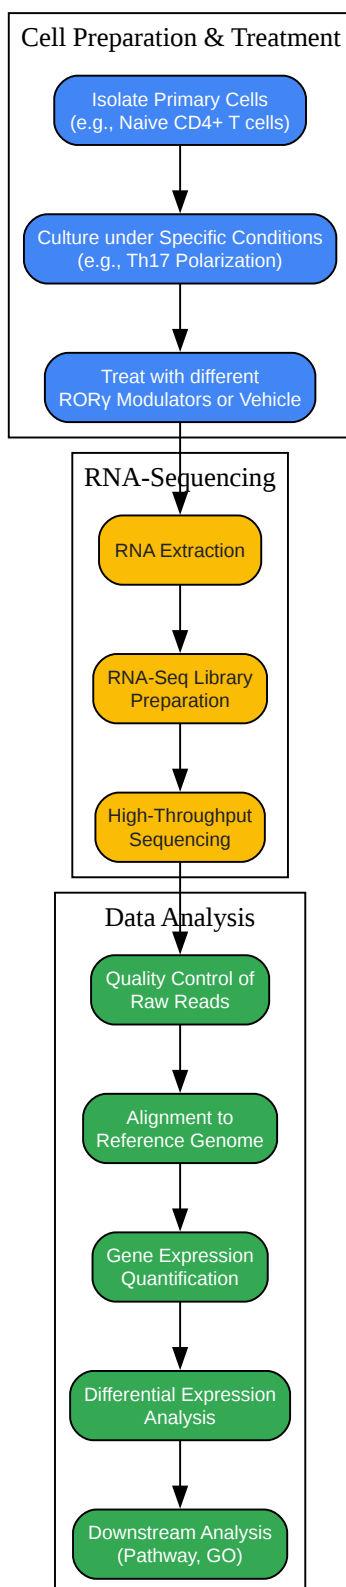 Cell Preparation & Treatment
Isolate Primary Cells
(e.g., Naive CD4+ T cells)
Culture under Specific Conditions
(e.g., Th17 Polarization)
Treat with different
RORγ Modulators or Vehicle
RNA-Sequencing
RNA Extraction
RNA-Seq Library
Preparation
High-Throughput
Sequencing
Data Analysis
Quality Control of
Raw Reads
Alignment to
Reference Genome
Gene Expression
Quantification
Differential Expression
Analysis
Downstream Analysis
(Pathway, GO)